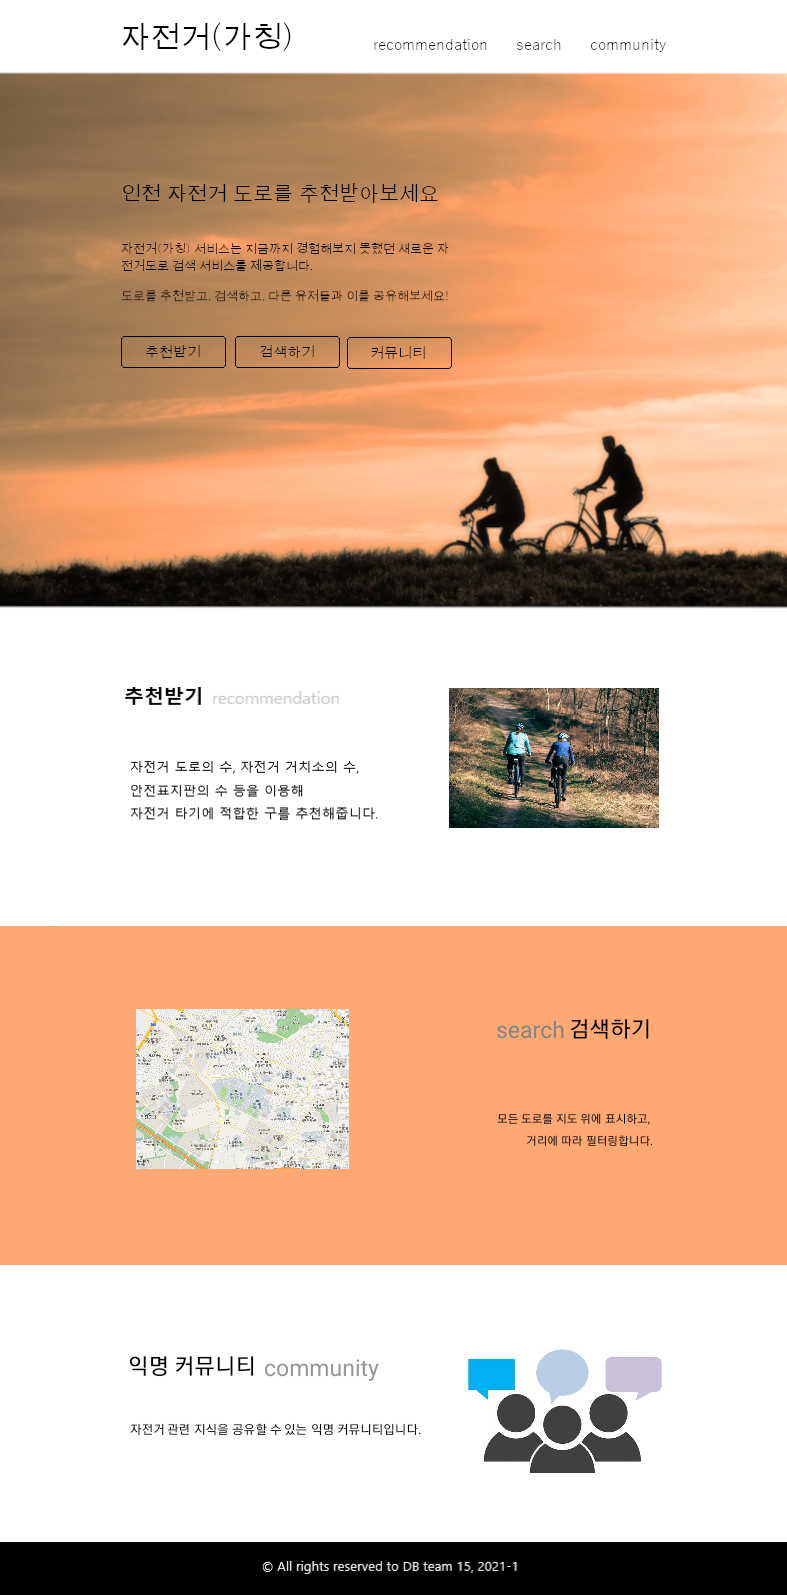 자전거(가칭)
recommendation search community
인천 자전거 도로를 추천받아보세요
자전거(가칭) 서비스는 지금까지 경험해보지 못했던 새로운 자
전거도로 검색 서비스를 제공합니다.
도로를 추천받고, 검색하고, 다른 유저들과 이를 공유해보세요!
추천받기 검색하기 커뮤니티
추천받기 recommendation
자전거 도로의 수, 자전거 거치소의 수,
안전표지판의 수 등을 이용해
자전거 타기에 적합한 구를 추천해줍니다.
search 검색하기
모든 도로를 지도 위에 표시하고,
거리에 따라 필터링합니다.
익명 커뮤니티 community
자전거 관련 지식을 공유할 수 있는 익명 커뮤니티입니다.
© All rights reserved to DB team 15, 2021-1